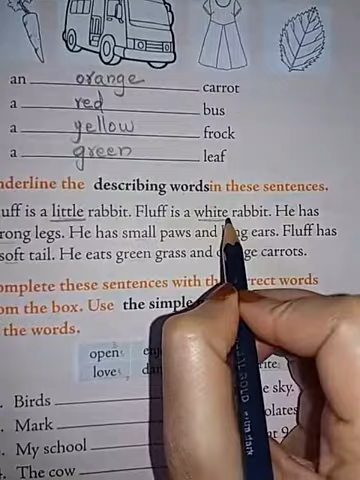 an orange carrot
a red bus
a yellow frock
a green leaf
nderline the describing words in these sentences.
uff is a little rabbit. Fluff is a white rabbit. He has
rong legs. He has small paws and ears. Fluff has
soft tail. He eats green grass and carrots.
omplete these sentences with the rrect words
om the box. Use the simple
the words.
open
love
Birds
e sky.
Mark
olates
My school
at 9
The cow